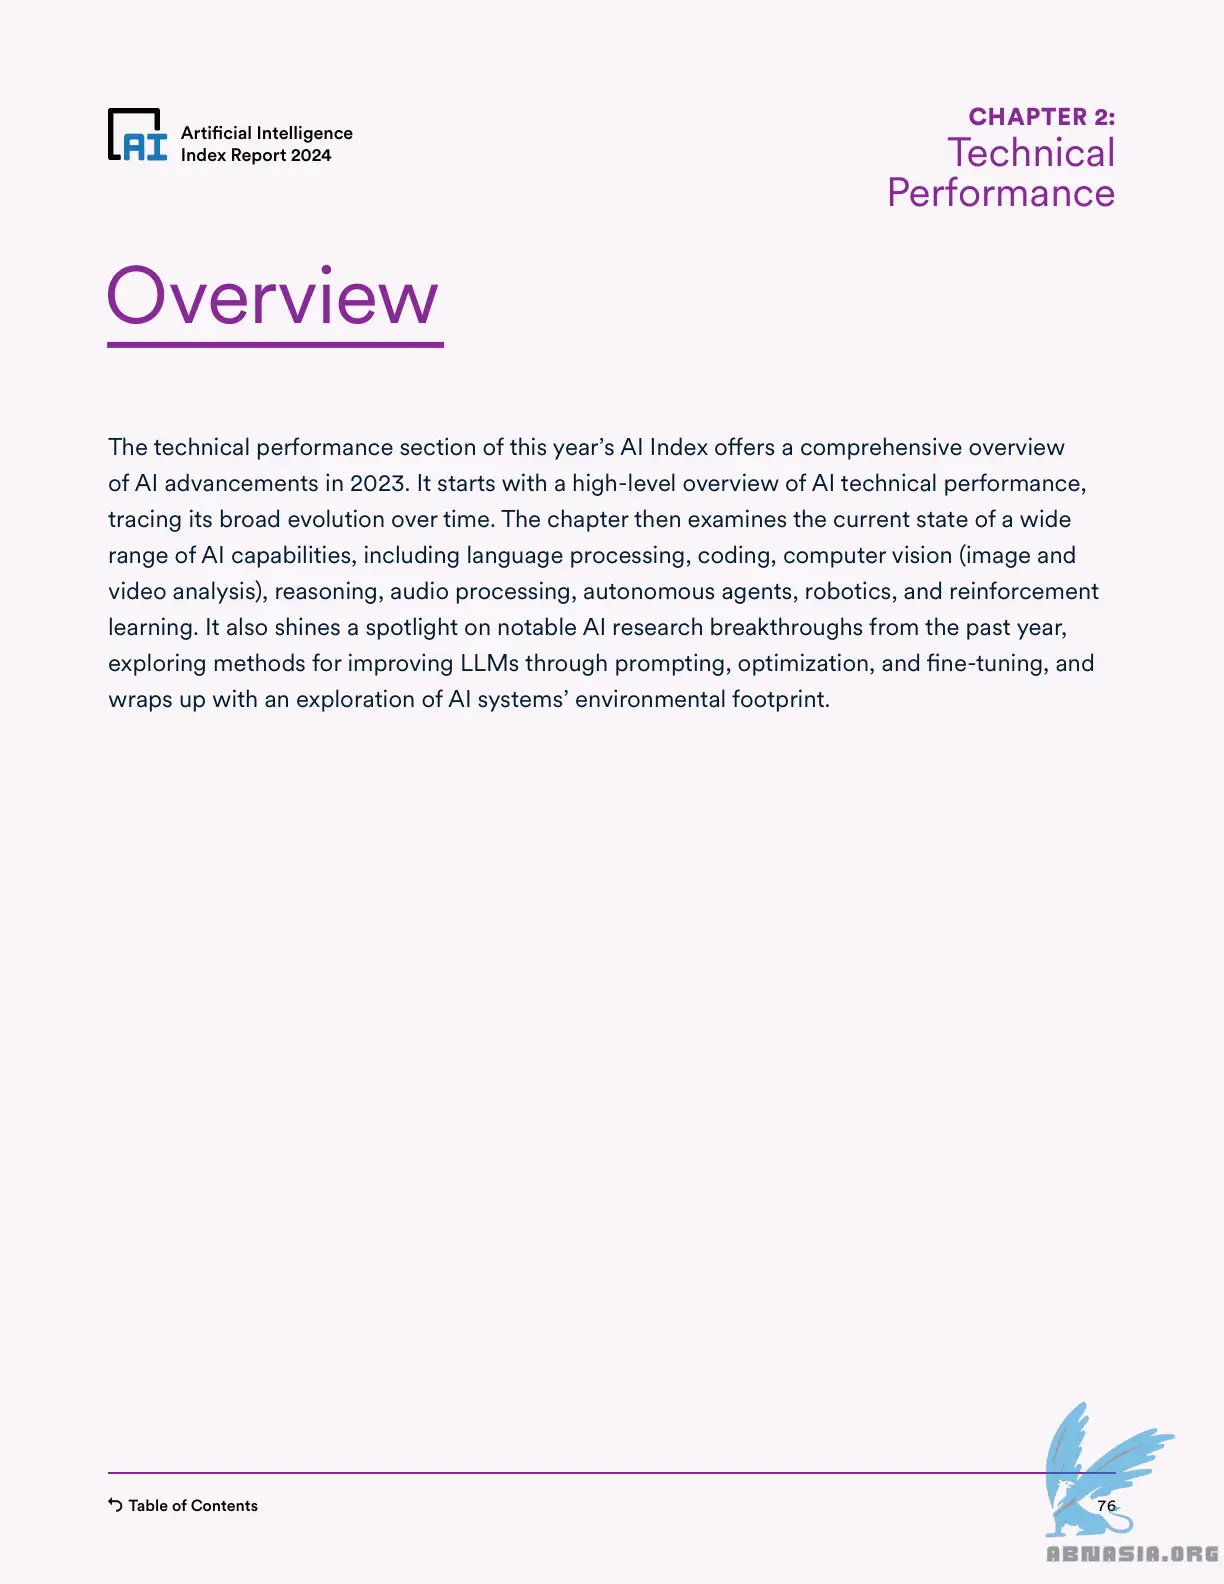 AI
Artificial Intelligence
Index Report 2024
CHAPTER 2:
Technical
Performance
Overview
The technical performance section of this year’s AI Index offers a comprehensive overview
of AI advancements in 2023. It starts with a high-level overview of AI technical performance,
tracing its broad evolution over time. The chapter then examines the current state of a wide
range of AI capabilities, including language processing, coding, computer vision (image and
video analysis), reasoning, audio processing, autonomous agents, robotics, and reinforcement
learning. It also shines a spotlight on notable AI research breakthroughs from the past year,
exploring methods for improving LLMs through prompting, optimization, and fine-tuning, and
wraps up with an exploration of AI systems’ environmental footprint.
Table of Contents
76
ABNASIA.ORG